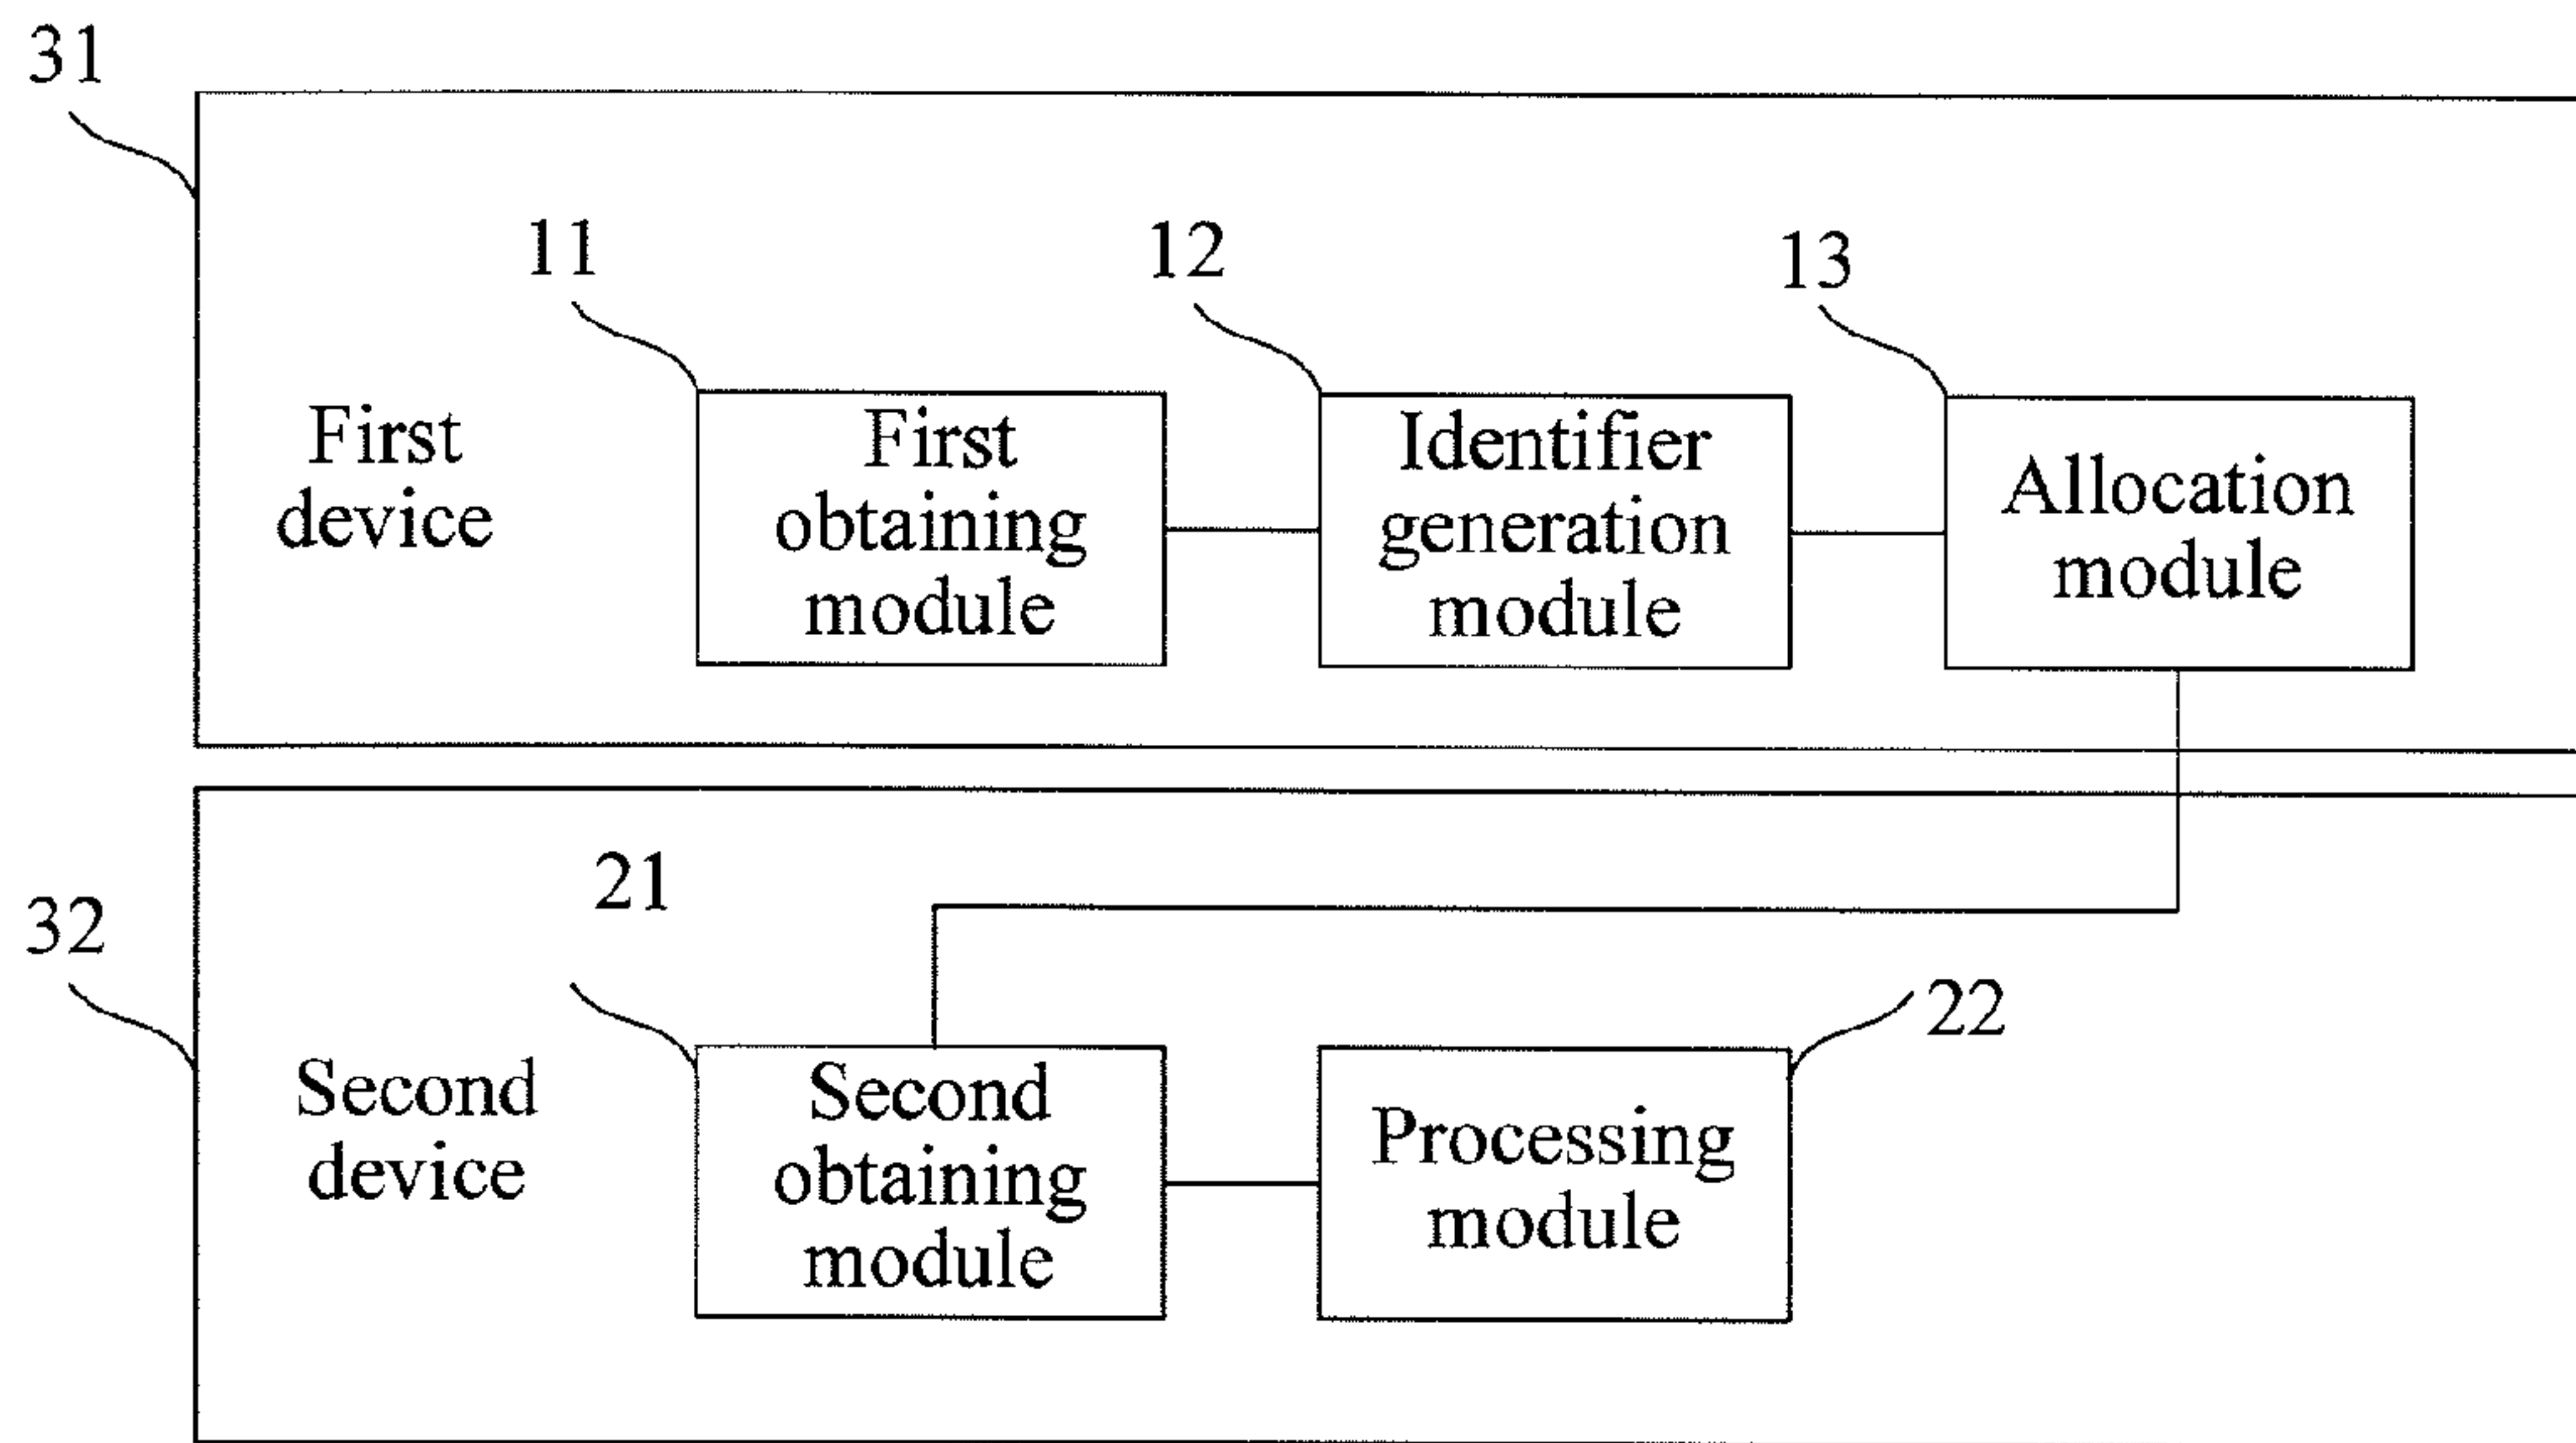 31
11
12
13
First
device
First
obtaining
module
Identifier
generation
module
Allocation
module
32
21
22
Second
device
Second
obtaining
module
Processing
module